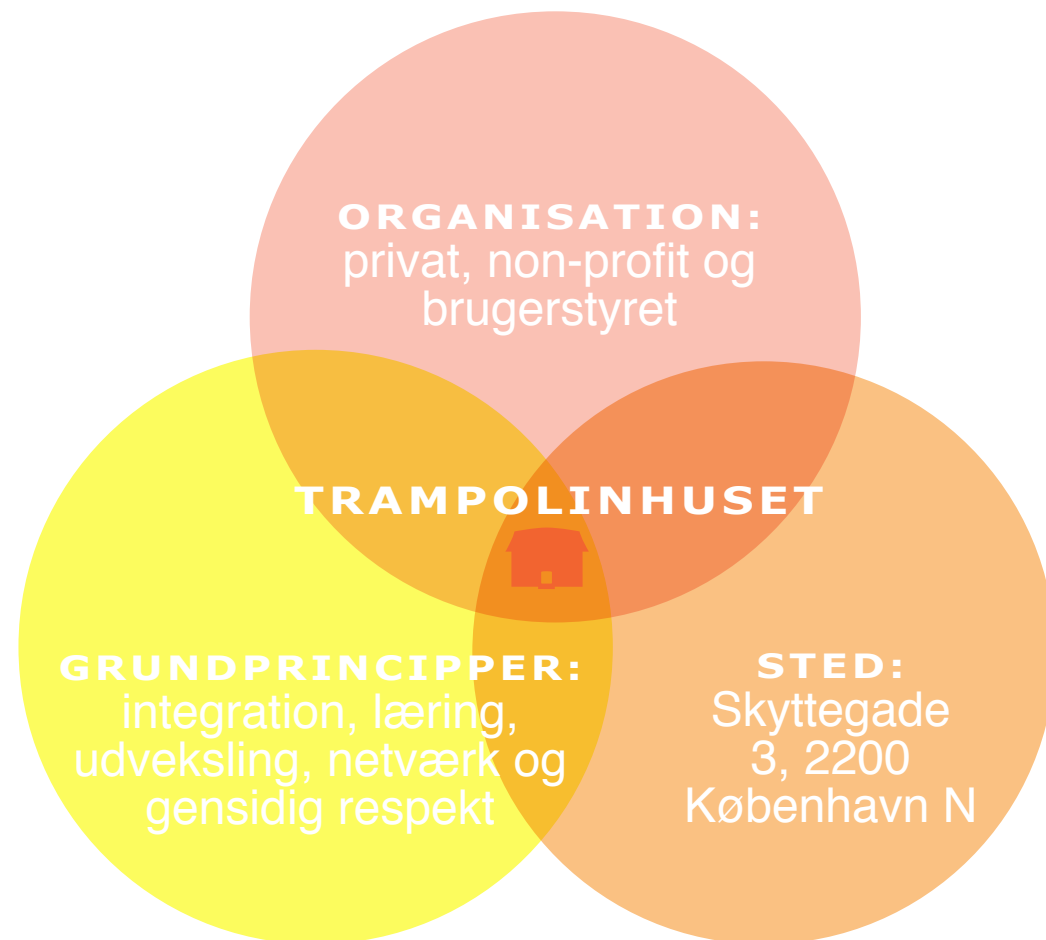 ORGANISATION:
privat, non-profit og
brugerstyret
TRAMPOLINHUSET
GRUNDPRINCIPPER:
integration, læring,
udveksling, netværk og
gensidig respekt
STED:
Skyttegade
3, 2200
København N